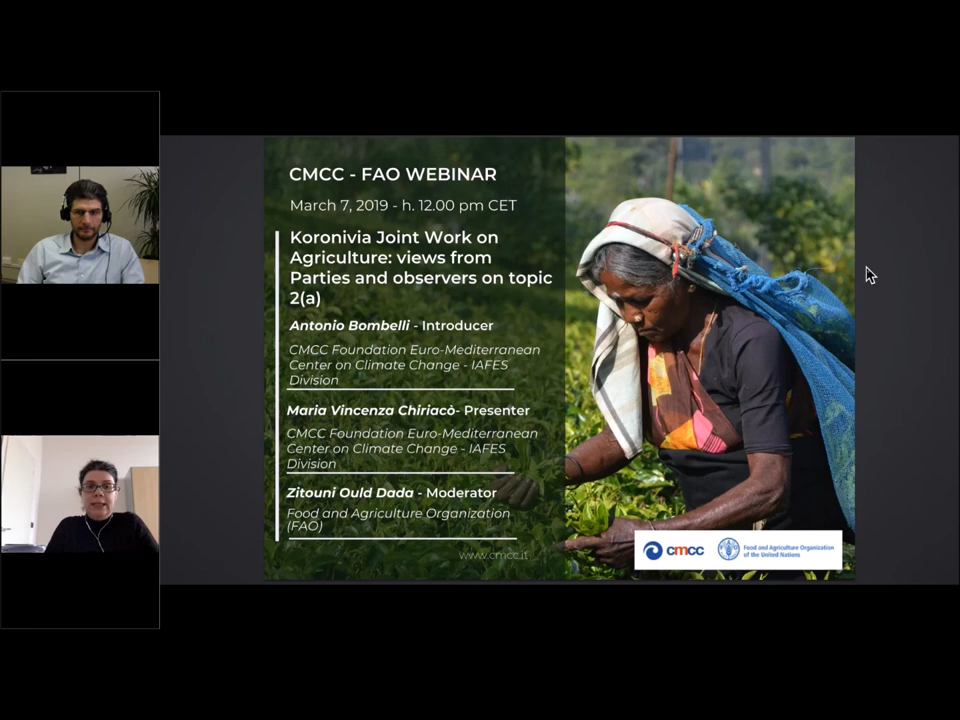 CMCC - FAO WEBINAR
March 7, 2019 - h. 12.00 pm CET
Koronivia Joint Work on
Agriculture: views from
Parties and observers on topic
2(a)
Antonio Bombelli - Introducer
CMCC Foundation Euro-Mediterranean
Center on Climate Change - IAFES
Division
Maria Vincenza Chiriacò- Presenter
CMCC Foundation Euro-Mediterranean
Center on Climate Change - IAFES
Division
Zitouni Ould Dada - Moderator
Food and Agriculture Organization
(FAO)
www.cmcc.it
cmcc
Food and Agriculture Organization
of the United Nations